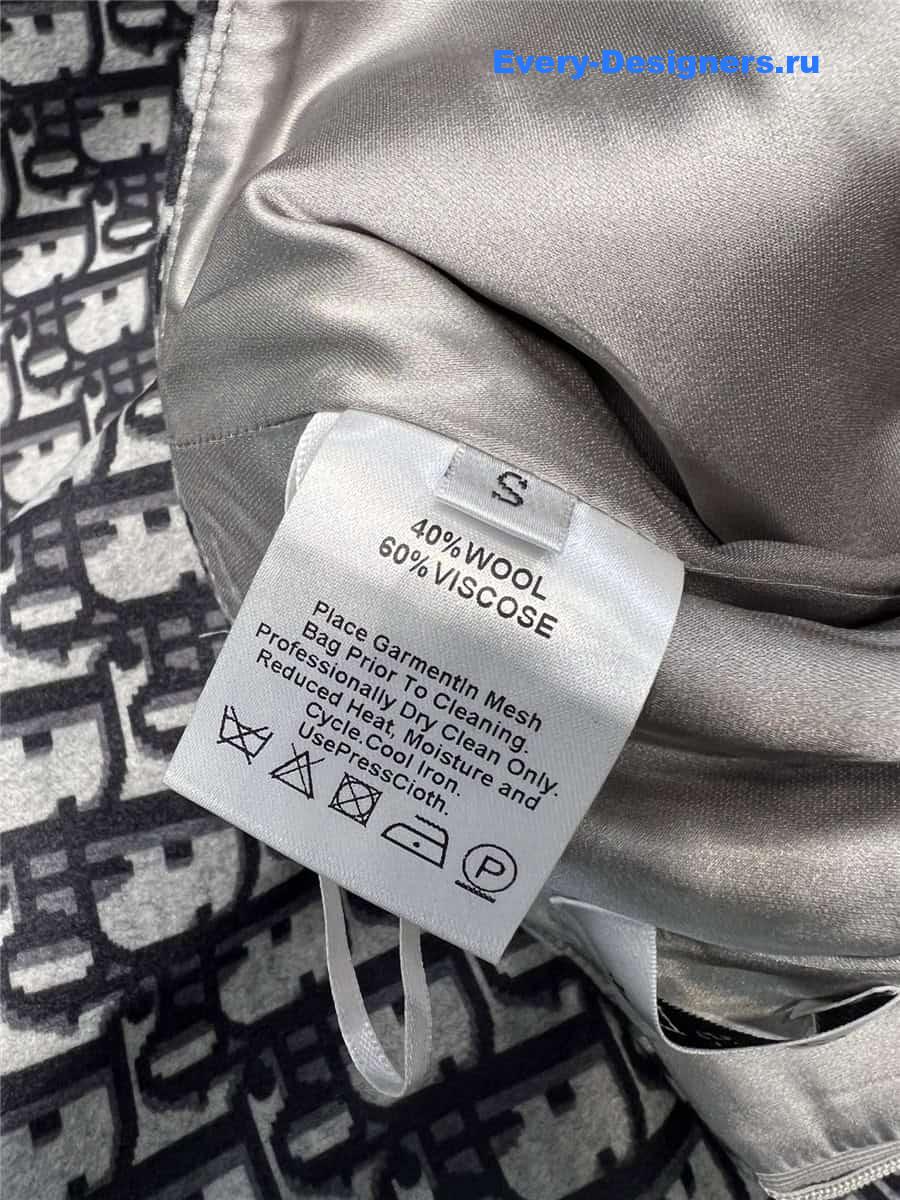 Every-Designers.ru
S
40%WOOL
60%VISCOSE
Place GarmentIn Mesh
Bag Prior To Cleaning.
Professionally Dry Clean Only.
Reduced Heat, Moisture and
Cycle.Cool Iron.
UsePressCloth.
P